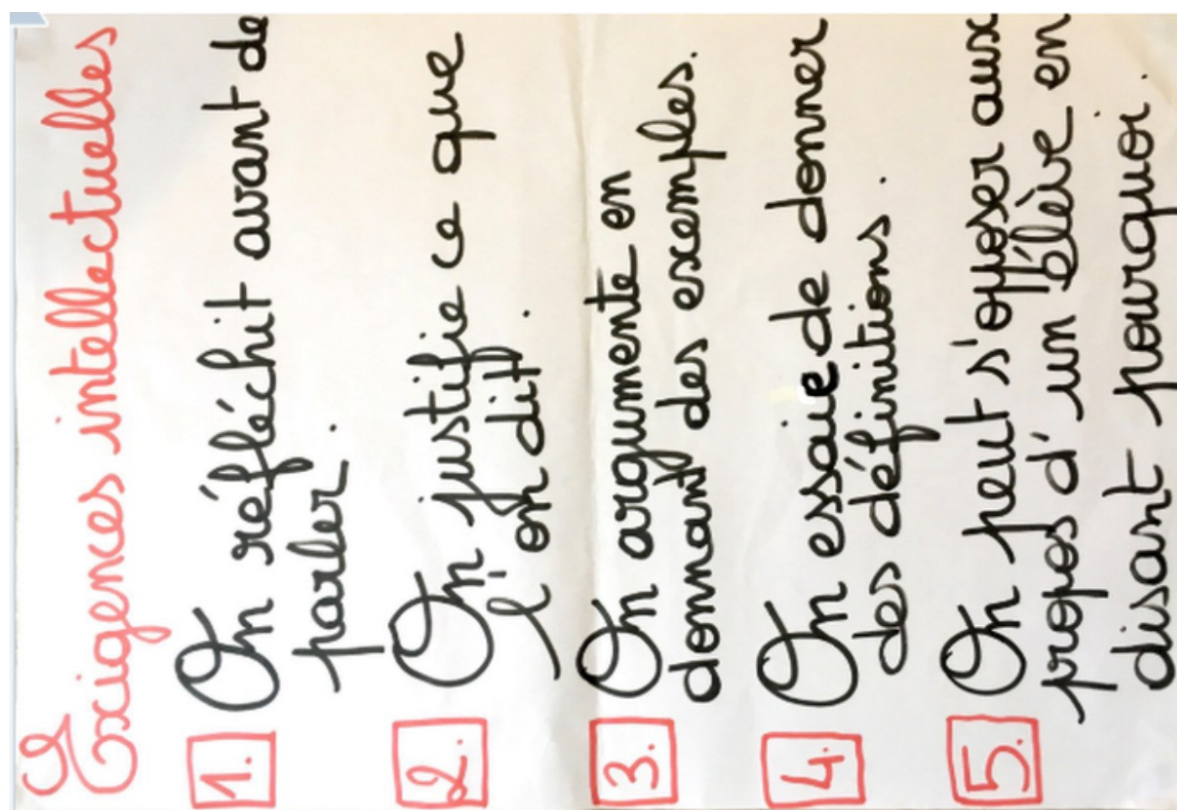 Exigences intellectuelles
1. On réfléchit avant de
parler.
2. On justifie ce que
l'on dit.
3. On argumente en
donnant des exemples.
4. On essaie de donner
des définitions.
5. On peut s'opposer aux
propos d'un élève en
disant pourquoi.